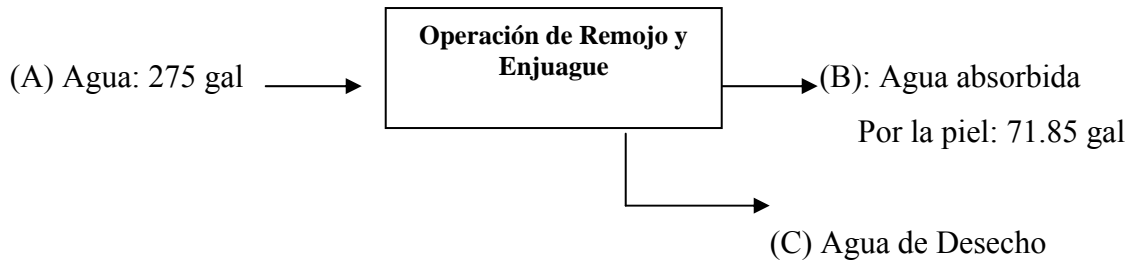 Operación de Remojo y
Enjuague
(A) Agua: 275 gal
(B): Agua absorbida
Por la piel: 71.85 gal
(C) Agua de Desecho